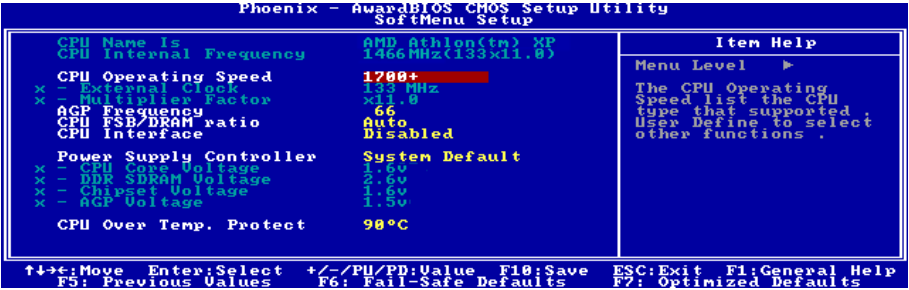 Phoenix - AwardBIOS CMOS Setup Utility
SoftMenu Setup
CPU Name Is AMD Athlon(tm) XP
CPU Internal Frequency 1466MHz(133x11.0)
CPU Operating Speed 1700+
x - External Clock 133 MHz
x - Multiplier Factor x11.0
AGP Frequency 66
CPU FSB/DRAM ratio Auto
CPU Interface Disabled
Power Supply Controller System Default
x - CPU Core Voltage 1.6v
x - DDR SDRAM Voltage 2.6v
x - Chipset Voltage 1.6v
x - AGP Voltage 1.5v
CPU Over Temp. Protect 90°C
Item Help
Menu Level ►
The CPU Operating
Speed list the CPU
type that supported .
User Define to select
other functions .
↑↓→←:Move Enter:Select +/-/PU/PD:Value F10:Save ESC:Exit F1:General Help
F5: Previous Values F6: Fail-Safe Defaults F7: Optimized Defaults